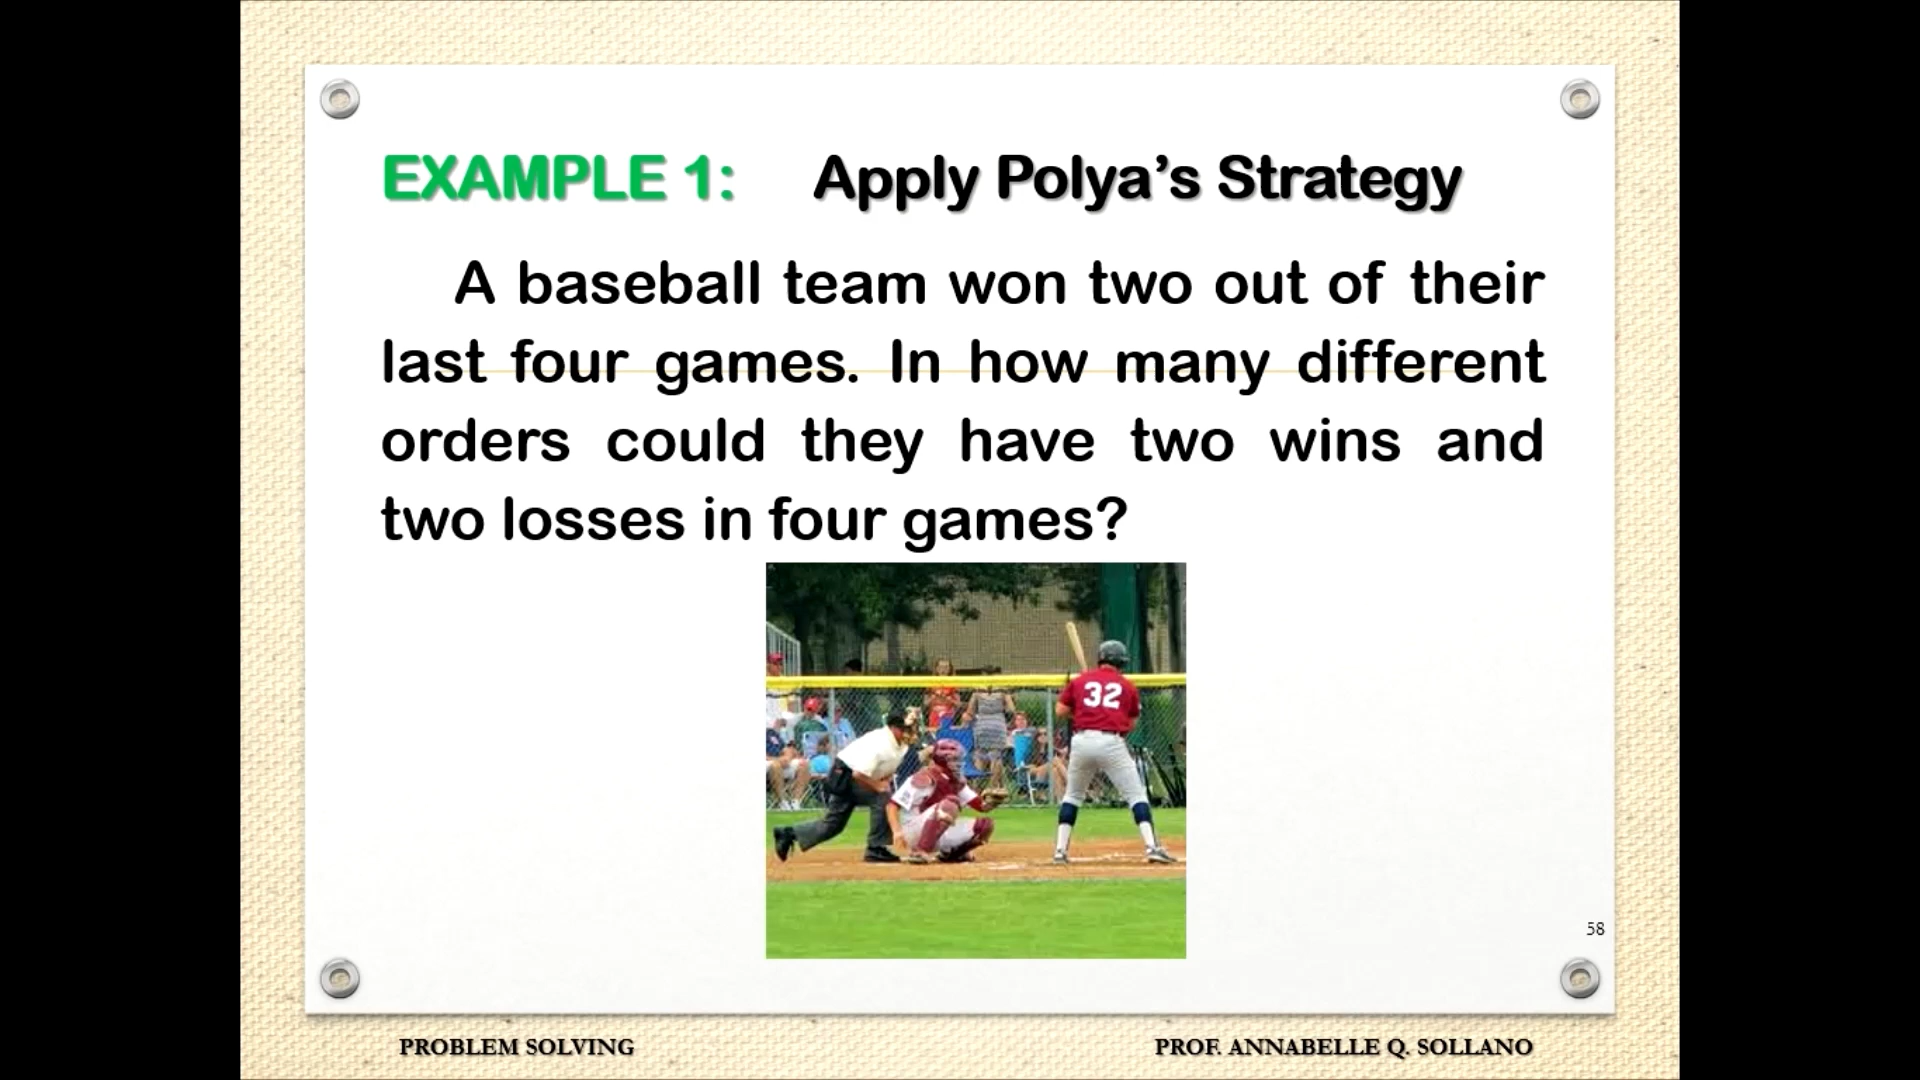 EXAMPLE 1: Apply Polya’s Strategy
A baseball team won two out of their
last four games. In how many different
orders could they have two wins and
two losses in four games?
32
58
PROBLEM SOLVING
PROF. ANNABELLE Q. SOLLANO